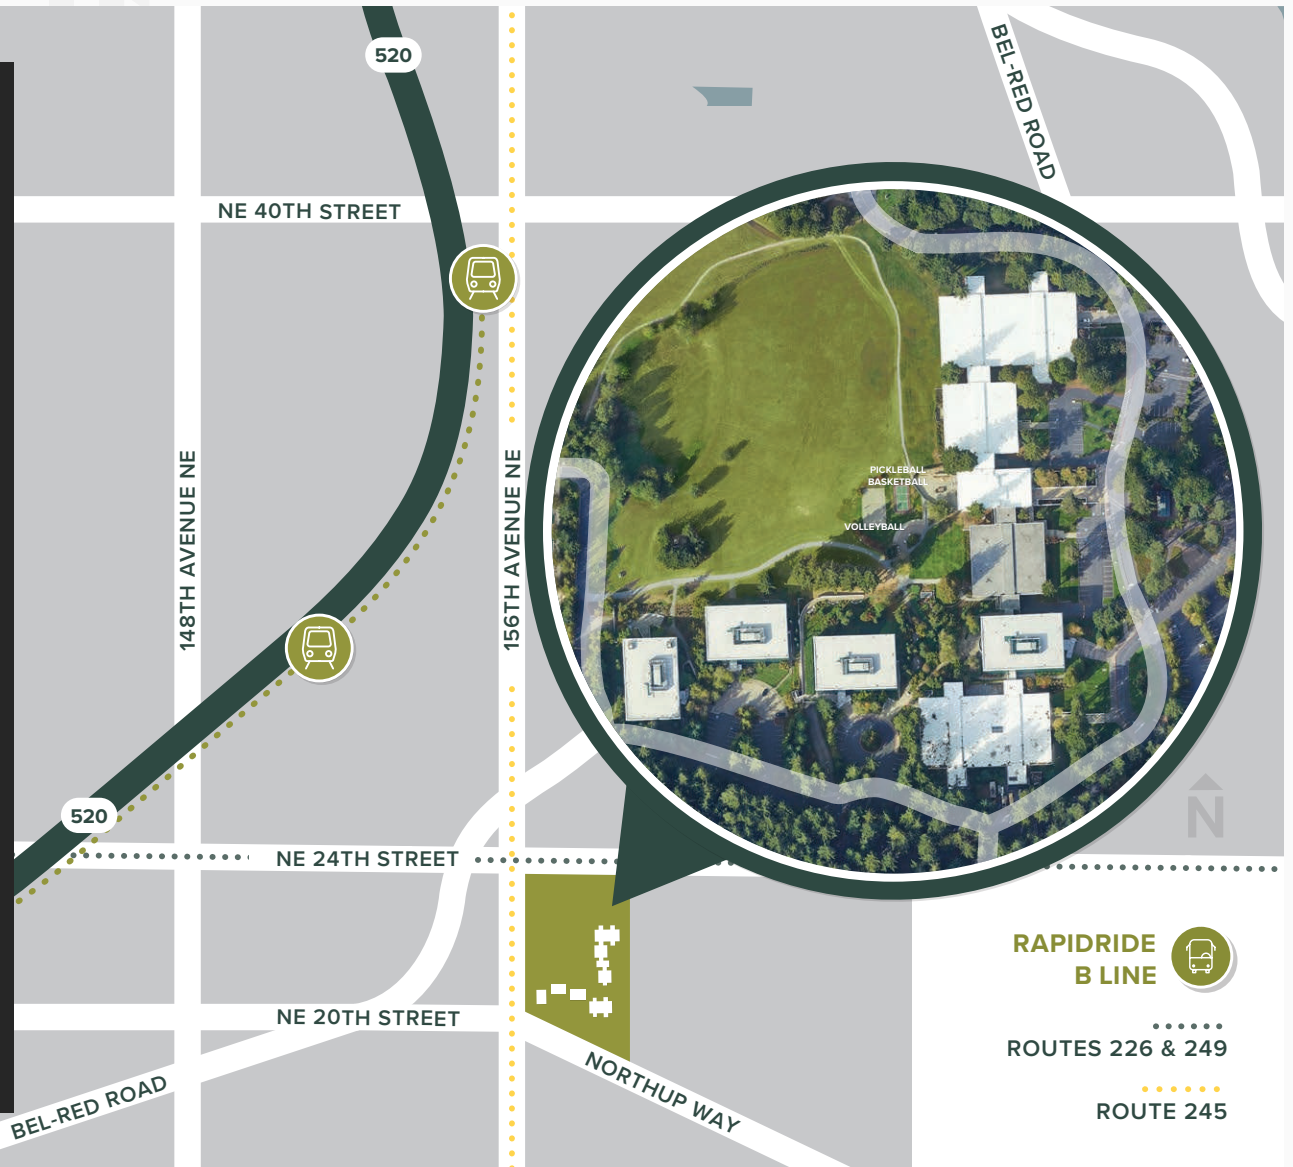 520
BEL-RED ROAD
NE 40TH STREET
148TH AVENUE NE
156TH AVENUE NE
PICKLEBALL
BASKETBALL
VOLLEYBALL
520
N
NE 24TH STREET
RAPIDRIDE
B LINE
NE 20TH STREET
ROUTES 226 & 249
NORTHUP WAY
BEL-RED ROAD
ROUTE 245